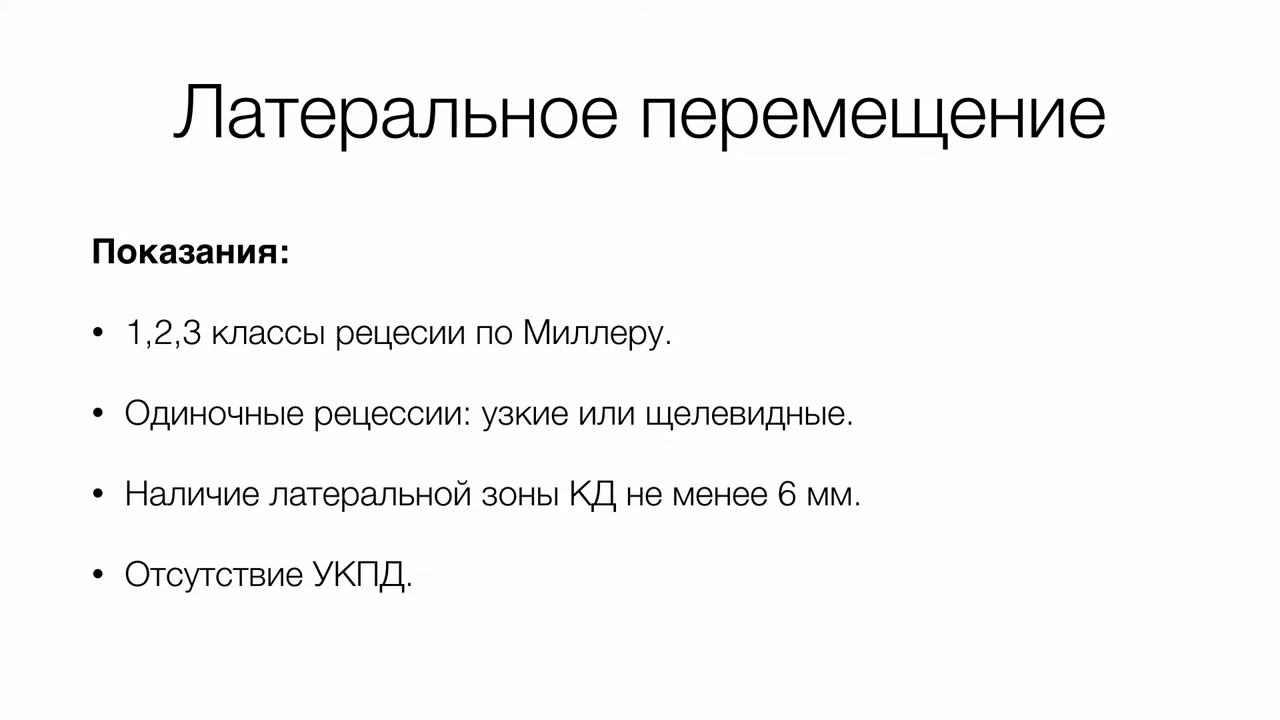 Латеральное перемещение
Показания:
• 1,2,3 классы рецесии по Миллеру.
• Одиночные рецессии: узкие или щелевидные.
• Наличие латеральной зоны КД не менее 6 мм.
• Отсутствие УКПД.